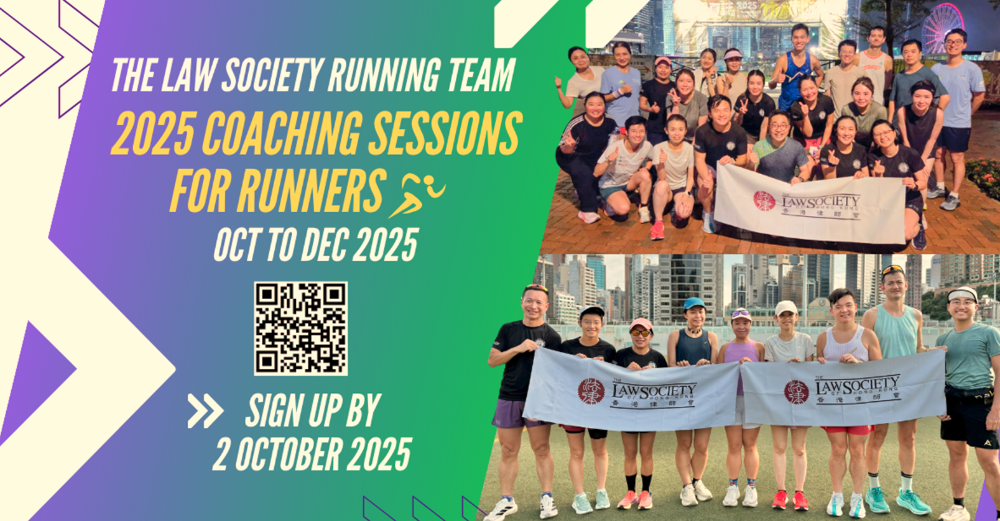 THE LAW SOCIETY RUNNING TEAM
2025 COACHING SESSIONS
FOR RUNNERS
OCT TO DEC 2025
SIGN UP BY
2 OCTOBER 2025
2025
THE
LAW SOCIETY
OF HONG KONG
香港律師會
THE
LAW SOCIETY
OF HONG KONG
香港律師會
THE
LAW SOCIETY
OF HONG KONG
香港律師會